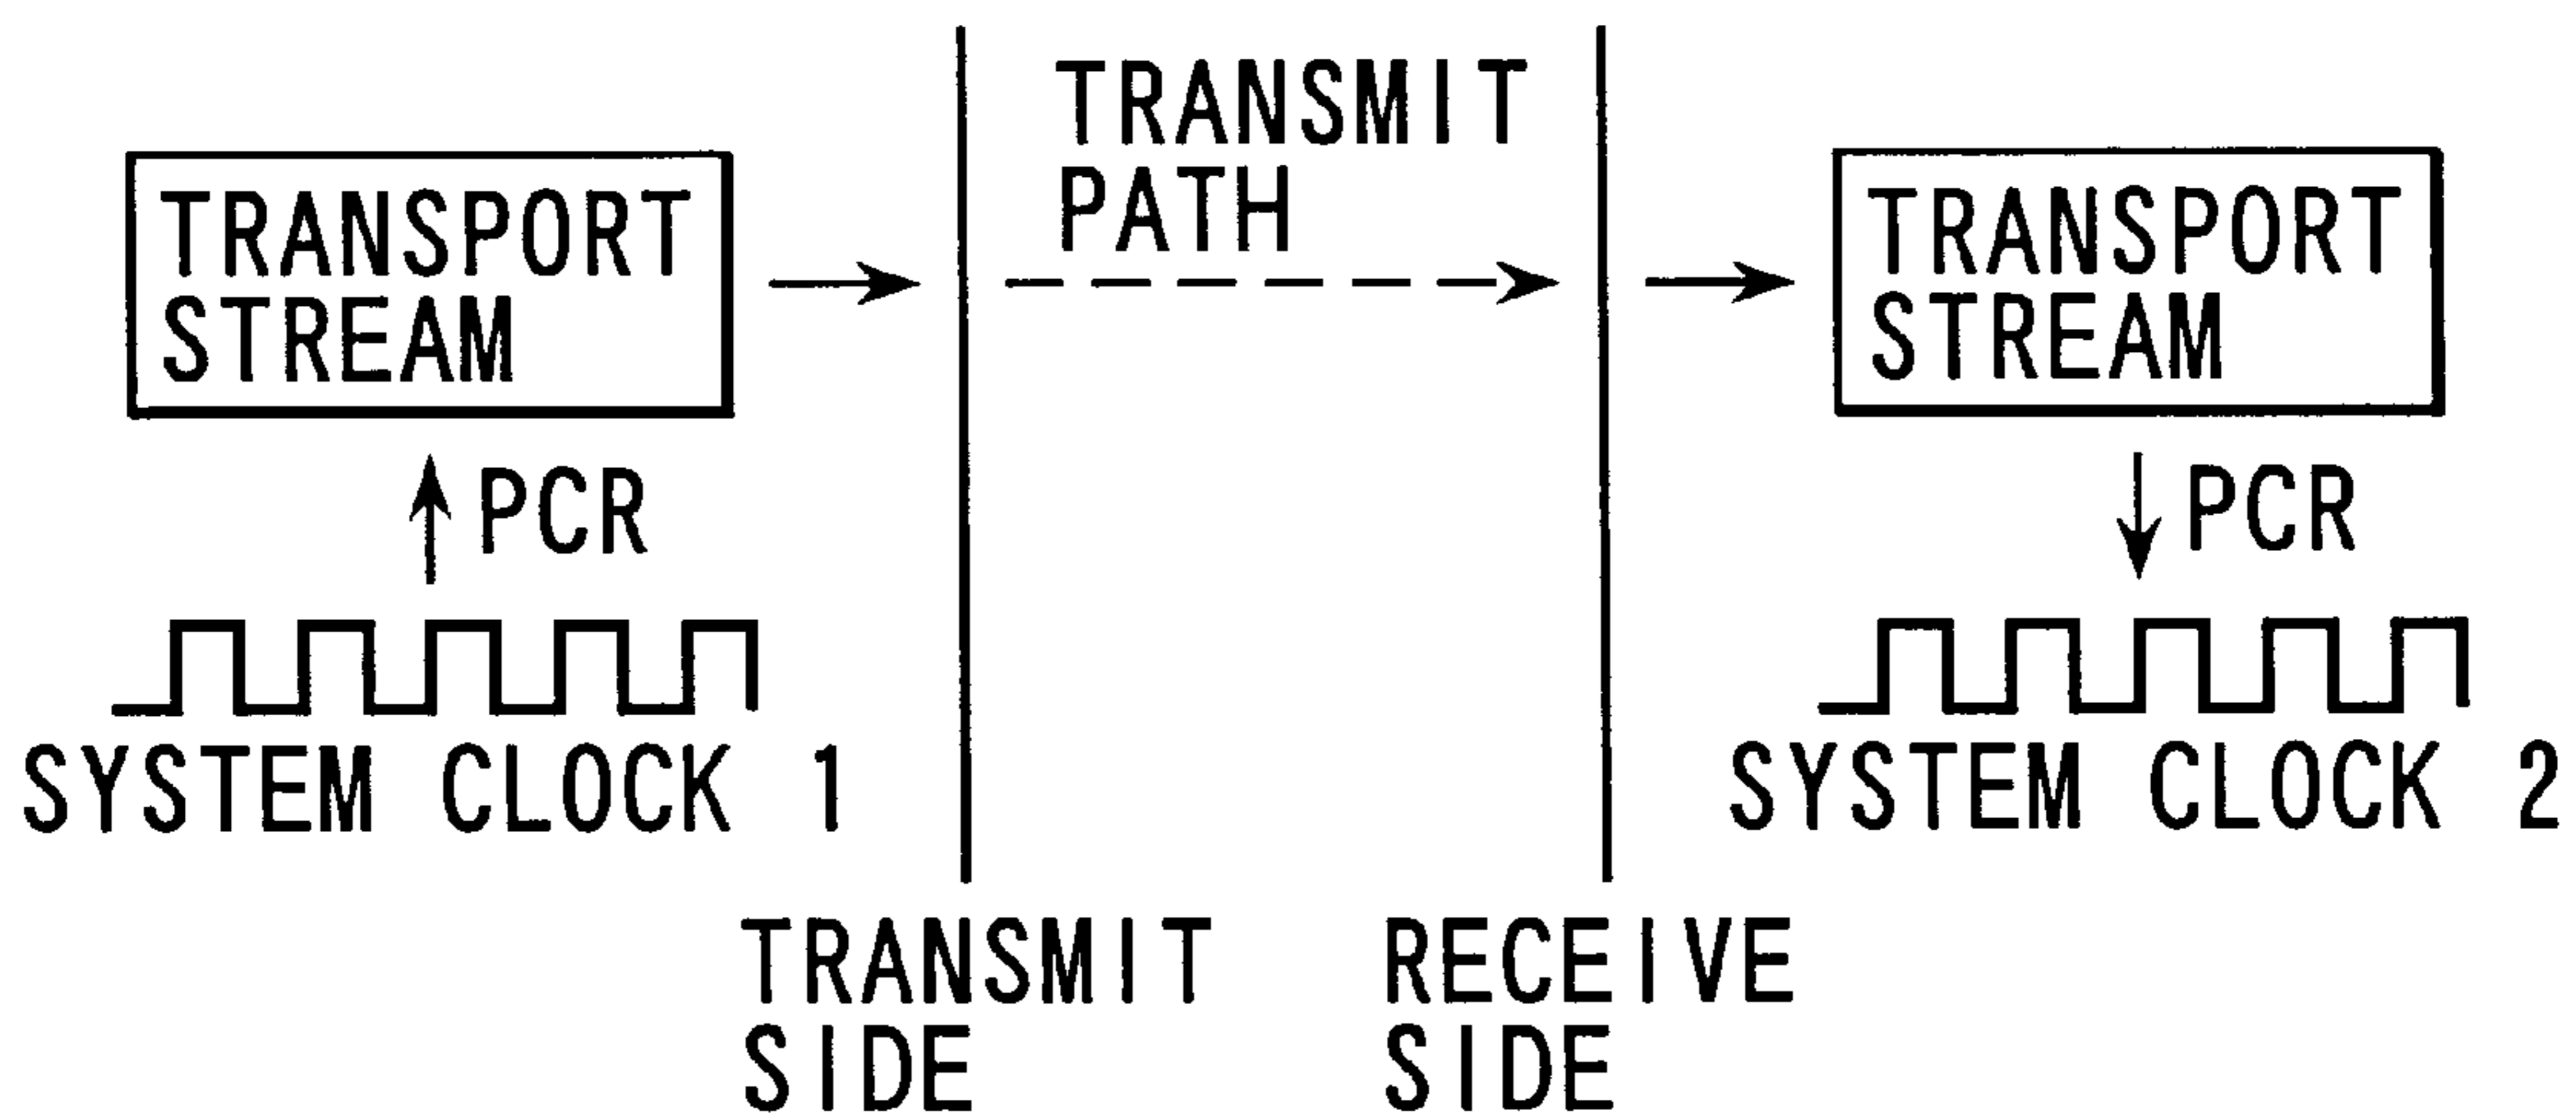 TRANSMIT
PATH
TRANSPORT
STREAM
TRANSPORT
STREAM
PCR
PCR
SYSTEM CLOCK 1
SYSTEM CLOCK 2
TRANSMIT
SIDE
RECEIVE
SIDE